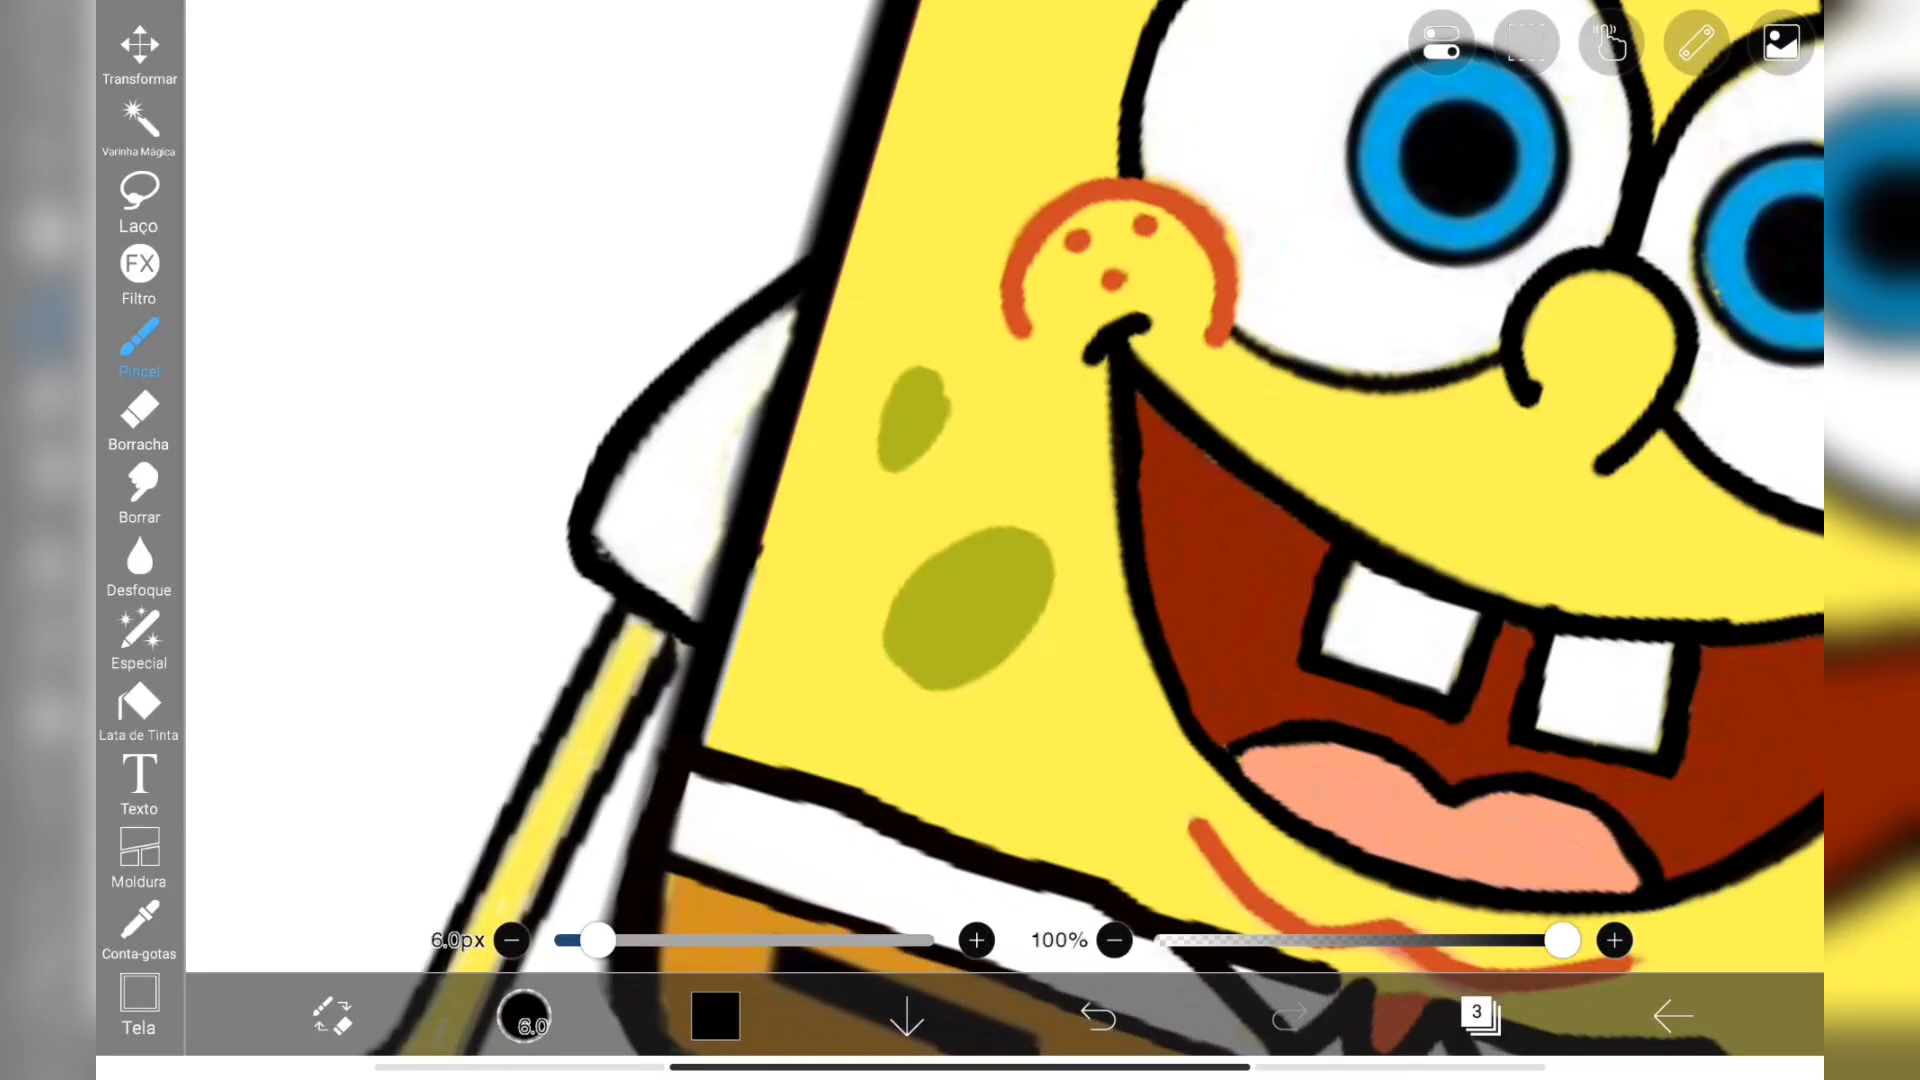 Transformar
Varinha Mágica
Laço
FX
Filtro
Pincel
Borracha
Borrar
Desfoque
Especial
Lata de Tinta
T
Texto
Moldura
Conta-gotas
Tela
6.0px
100%
6.0
3